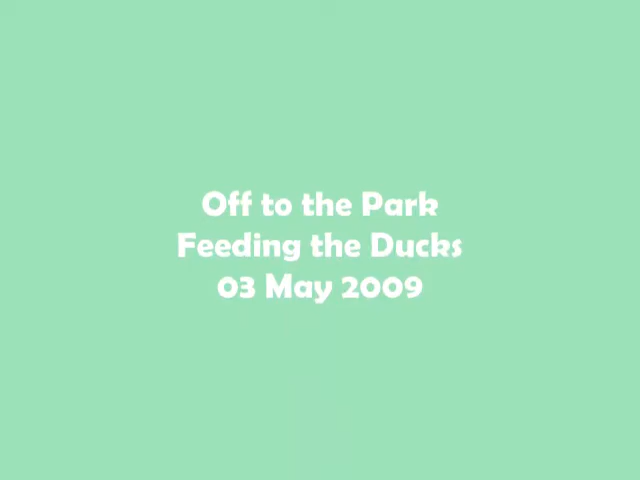 Off to the Park
Feeding the Ducks
03 May 2009